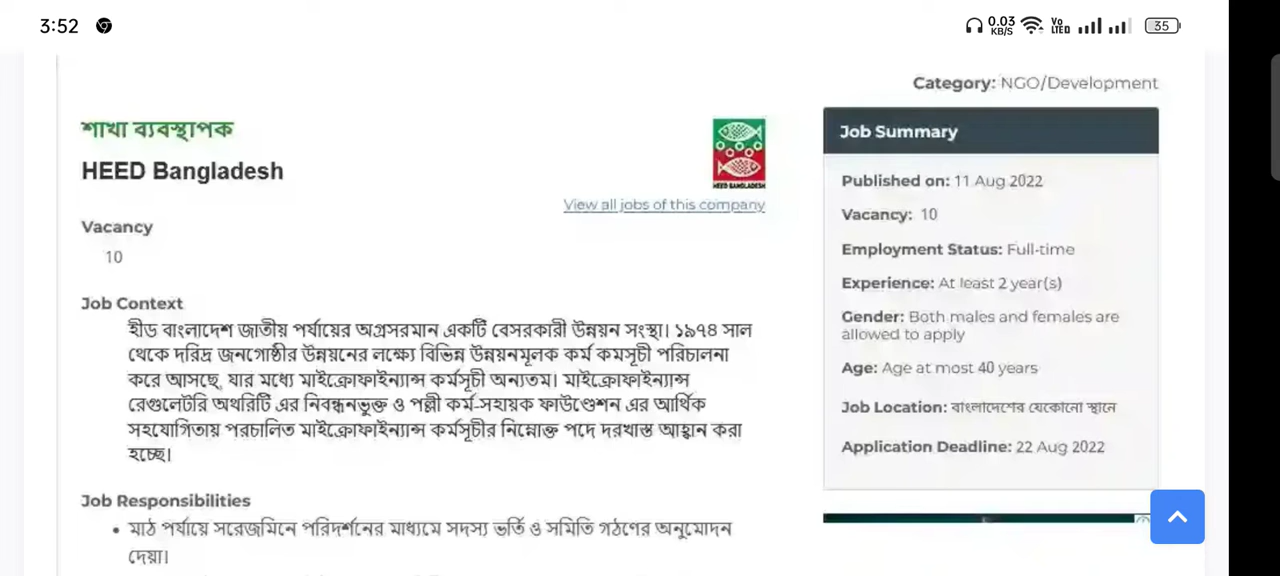 3:52
0.03 KB/S
Vo LTED
35
Category: NGO/Development
শাখা ব্যবস্থাপক
HEED Bangladesh
HEED BANGLADESH
View all jobs of this company
Vacancy
10
Job Context
হীড বাংলাদেশ জাতীয় পর্যায়ের অগ্রসরমান একটি বেসরকারী উন্নয়ন সংস্থা। ১৯৭৪ সাল
থেকে দরিদ্র জনগোষ্ঠীর উন্নয়নের লক্ষ্যে বিভিন্ন উন্নয়নমূলক কর্ম কমসূচী পরিচালনা
করে আসছে, যার মধ্যে মাইক্রোফাইন্যান্স কর্মসূচী অন্যতম। মাইক্রোফাইন্যান্স
রেগুলেটরি অথরিটি এর নিবন্ধনভুক্ত ও পল্লী কর্ম-সহায়ক ফাউণ্ডেশন এর আর্থিক
সহযোগিতায় পরচালিত মাইক্রোফাইন্যান্স কর্মসূচীর নিম্নোক্ত পদে দরখাস্ত আহ্বান করা
হচ্ছে।
Job Responsibilities
• মাঠ পর্যায়ে সরেজমিনে পরিদর্শনের মাধ্যমে সদস্য ভর্তি ও সমিতি গঠণের অনুমোদন
দেয়া।
Job Summary
Published on: 11 Aug 2022
Vacancy: 10
Employment Status: Full-time
Experience: At least 2 year(s)
Gender: Both males and females are
allowed to apply
Age: Age at most 40 years
Job Location: বাংলাদেশের যেকোনো স্থানে
Application Deadline: 22 Aug 2022